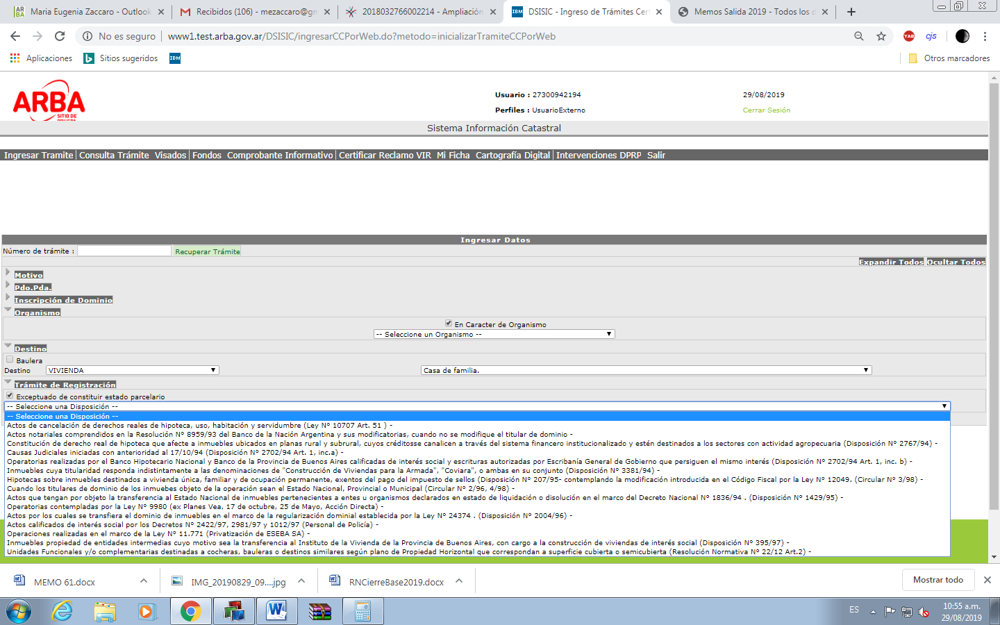 Maria Eugenia Zaccaro - Outlook
Recibidos (106) - mezaccaro@gm
2018032766002214 - Ampliación
DSISIC - Ingreso de Trámites Cer
Memos Salida 2019 - Todos los d
No es seguro
www1.test.arba.gov.ar/DSISIC/ingresarCCPorWeb.do?metodo=inicializarTramiteCCPorWeb
Aplicaciones
Sitios sugeridos
Otros marcadores
ARBA
SITIO DE
Usuario : 27300942194
29/08/2019
Perfiles : UsuarioExterno
Cerrar Sesión
Sistema Información Catastral
Ingresar Tramite Consulta Trámite Visados Fondos Comprobante Informativo Certificar Reclamo VIR Mi Ficha Cartografía Digital Intervenciones DPRP Salir
Ingresar Datos
Número de trámite : Recuperar Trámite
Expandir Todos Ocultar Todos
Motivo
Pdo.Pda.
Inscripción de Dominio
Organismo
En Caracter de Organismo
-- Seleccione un Organismo --
Destino
Baulera
Destino VIVIENDA Casa de familia.
Trámite de Registración
Exceptuado de constituir estado parcelario
-- Seleccione una Disposición --
-- Seleccione una Disposición --
Actos de cancelación de derechos reales de hipoteca, uso, habitación y servidumbre (Ley N° 10707 Art. 51 ) -
Actos notariales comprendidos en la Resolución N° 8959/93 del Banco de la Nación Argentina y sus modificatorias, cuando no se modifique el titular de dominio -
Constitución de derecho real de hipoteca que afecte a inmuebles ubicados en planas rural y subrural, cuyos créditosse canalicen a través del sistema financiero institucionalizado y estén destinados a los sectores con actividad agropecuaria (Disposición N° 2767/94) -
Causas Judiciales iniciadas con anterioridad al 17/10/94 (Disposición N° 2702/94 Art. 1, inc.a) -
Operatorias realizadas por el Banco Hipotecario Nacional y Banco de la Provincia de Buenos Aires calificadas de interés social y escrituras autorizadas por Escribanía General de Gobierno que persiguen el mismo interés (Disposición N° 2702/94 Art. 1, inc. b) -
Inmuebles cuya titularidad responda indistintamente a las denominaciones de "Construcción de Viviendas para la Armada", "Coviara", o ambas en su conjunto (Disposición N° 3381/94) -
Hipotecas sobre inmuebles destinados a vivienda única, familiar y de ocupación permanente, exentos del pago del impuesto de sellos (Disposición N° 207/95- contemplando la modificación introducida en el Código Fiscal por la Ley N° 12049. (Circular N° 3/98) -
Cuando los titulares de dominio de los inmuebes objeto de la operación sean el Estado Nacional, Provincial o Municipal (Circular N° 2/96, 4/98) -
Actos que tengan por objeto la transferencia al Estado Nacional de inmuebles pertenecientes a entes u organismos declarados en estado de liquidación o disolución en el marco del Decreto Nacional N° 1836/94 . (Disposición N° 1429/95) -
Operatorias contempladas por la Ley N° 9980 (ex Planes Vea, 17 de octubre, 25 de Mayo, Acción Directa) -
Actos por los cuales se transfiera el dominio de inmuebles en el marco de la regularización dominial establecida por la Ley N° 24374 . (Disposición N° 2004/96) -
Actos calificados de interés social por los Decretos N° 2422/97, 2981/97 y 1012/97 (Personal de Policía) -
Operaciones realizadas en el marco de la Ley N° 11.771 (Privatización de ESEBA SA) -
Inmuebles propiedad de entidades intermedias cuyo motivo sea la transferencia al Instituto de la Vivienda de la Provincia de Buenos Aires, con cargo a la construcción de viviendas de interés social (Disposición N° 395/97) -
Unidades Funcionales y/o complementarias destinadas a cocheras, bauleras o destinos similares según plano de Propiedad Horizontal que correspondan a superficie cubierta o semicubierta (Resolución Normativa N° 22/12 Art.2) -
MEMO 61.docx
IMG_20190829_09....jpg
RNCierreBase2019.docx
Mostrar todo
ES
10:55 a.m.
29/08/2019